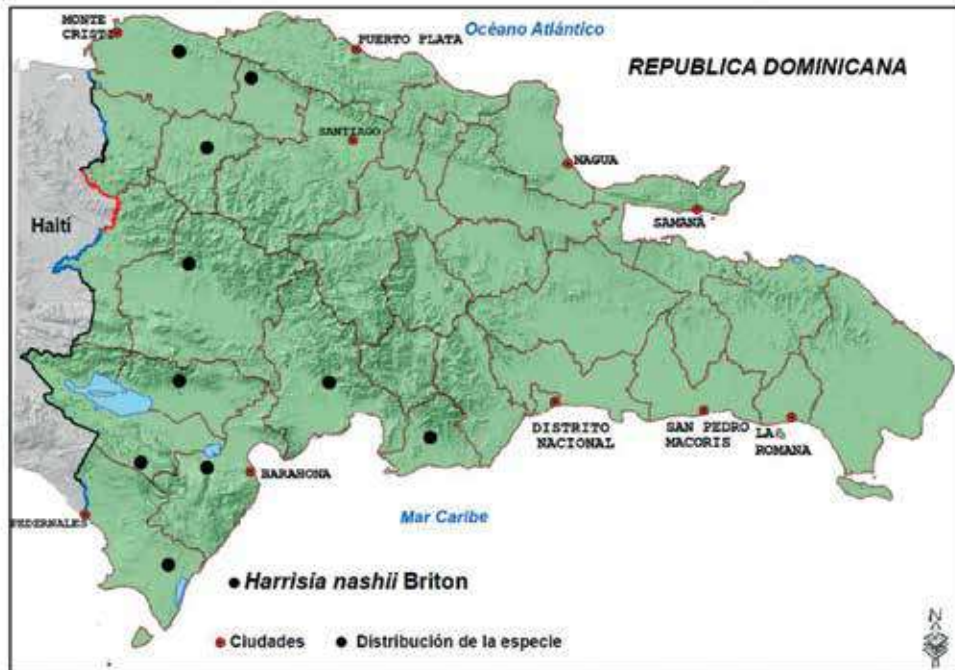 MONTE
CRISTI
PUERTO PLATA
Océano Atlántico
REPUBLICA DOMINICANA
SANTIAGO
NAGUA
SAMANA
Haití
DISTRITO
NACIONAL
SAN PEDRO
MACORIS
LA
ROMANA
BARAHONA
PEDERNALES
Mar Caribe
Harrisia nashii Briton
Ciudades
Distribución de la especie
N